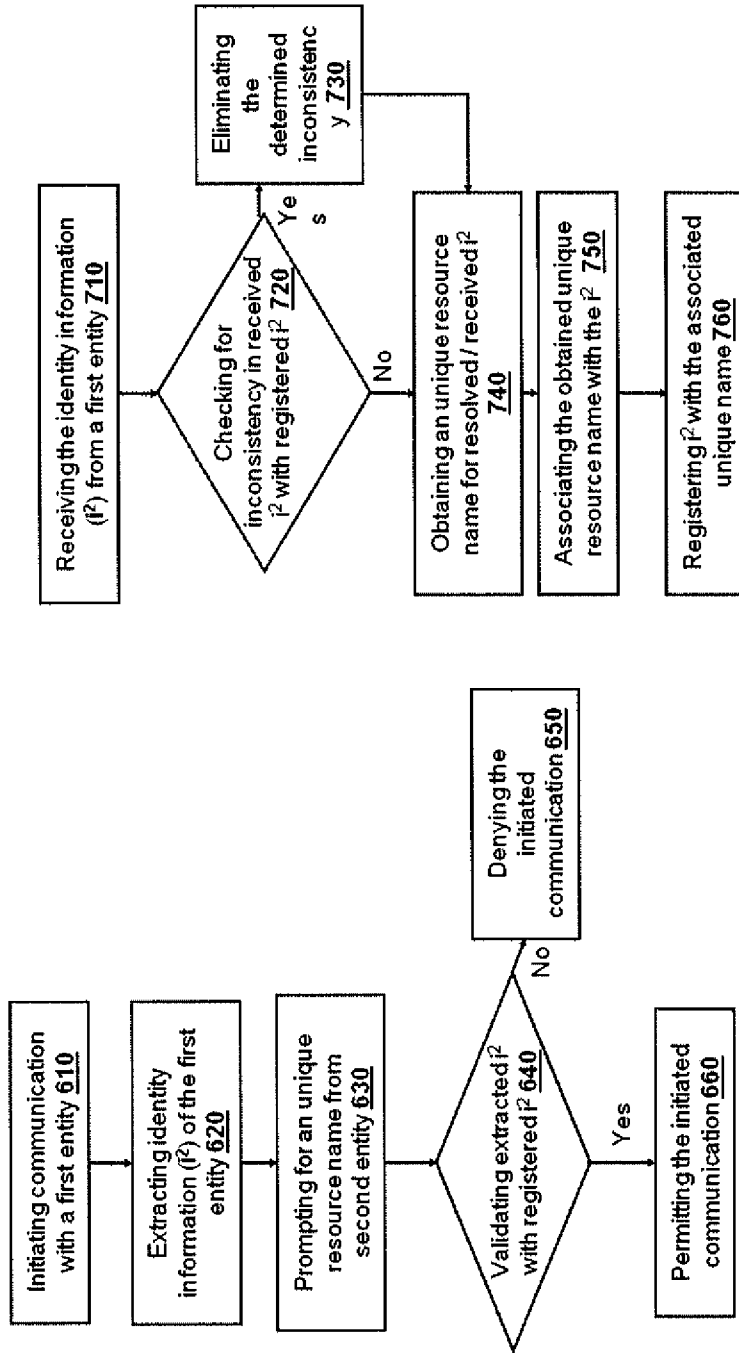 Initiating communication
with a first entity 610
Extracting identity
information (i²) of the first
entity 620
Prompting for an unique
resource name from
second entity 630
Validating extracted i²
with registered i² 640
No
Denying the
initiated
communication 650
Yes
Permitting the initiated
communication 660
Receiving the identity information
(i²) from a first entity 710
Checking for
inconsistency in received
i² with registered i² 720
Ye
s
Eliminating
the
determined
inconsistenc
y 730
No
Obtaining an unique resource
name for resolved / received i²
740
Associating the obtained unique
resource name with the i² 750
Registering i² with the associated
unique name 760